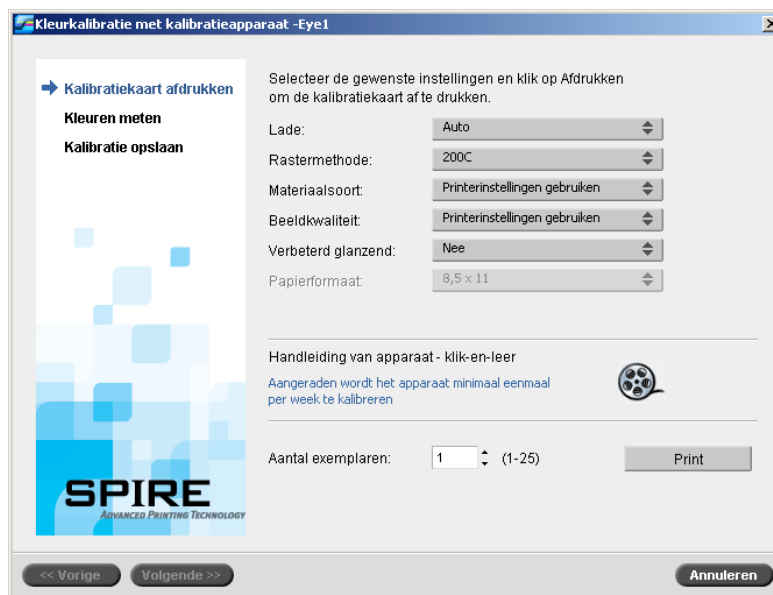 Kleurkalibratie met kalibratieapparaat -Eye1
Kalibratiekaart afdrukken
Kleuren meten
Kalibratie opslaan
Selecteer de gewenste instellingen en klik op Afdrukken
om de kalibratiekaart af te drukken.
Lade: Auto
Rastermethode: 200C
Materiaalsoort: Printerinstellingen gebruiken
Beeldkwaliteit: Printerinstellingen gebruiken
Verbeterd glanzend: Nee
Papierformaat: 8,5 x 11
Handleiding van apparaat - klik-en-leer
Aangeraden wordt het apparaat minimaal eenmaal
per week te kalibreren
Aantal exemplaren: 1 (1-25) Print
SPIRE
ADVANCED PRINTING TECHNOLOGY
<< Vorige Volgende >> Annuleren